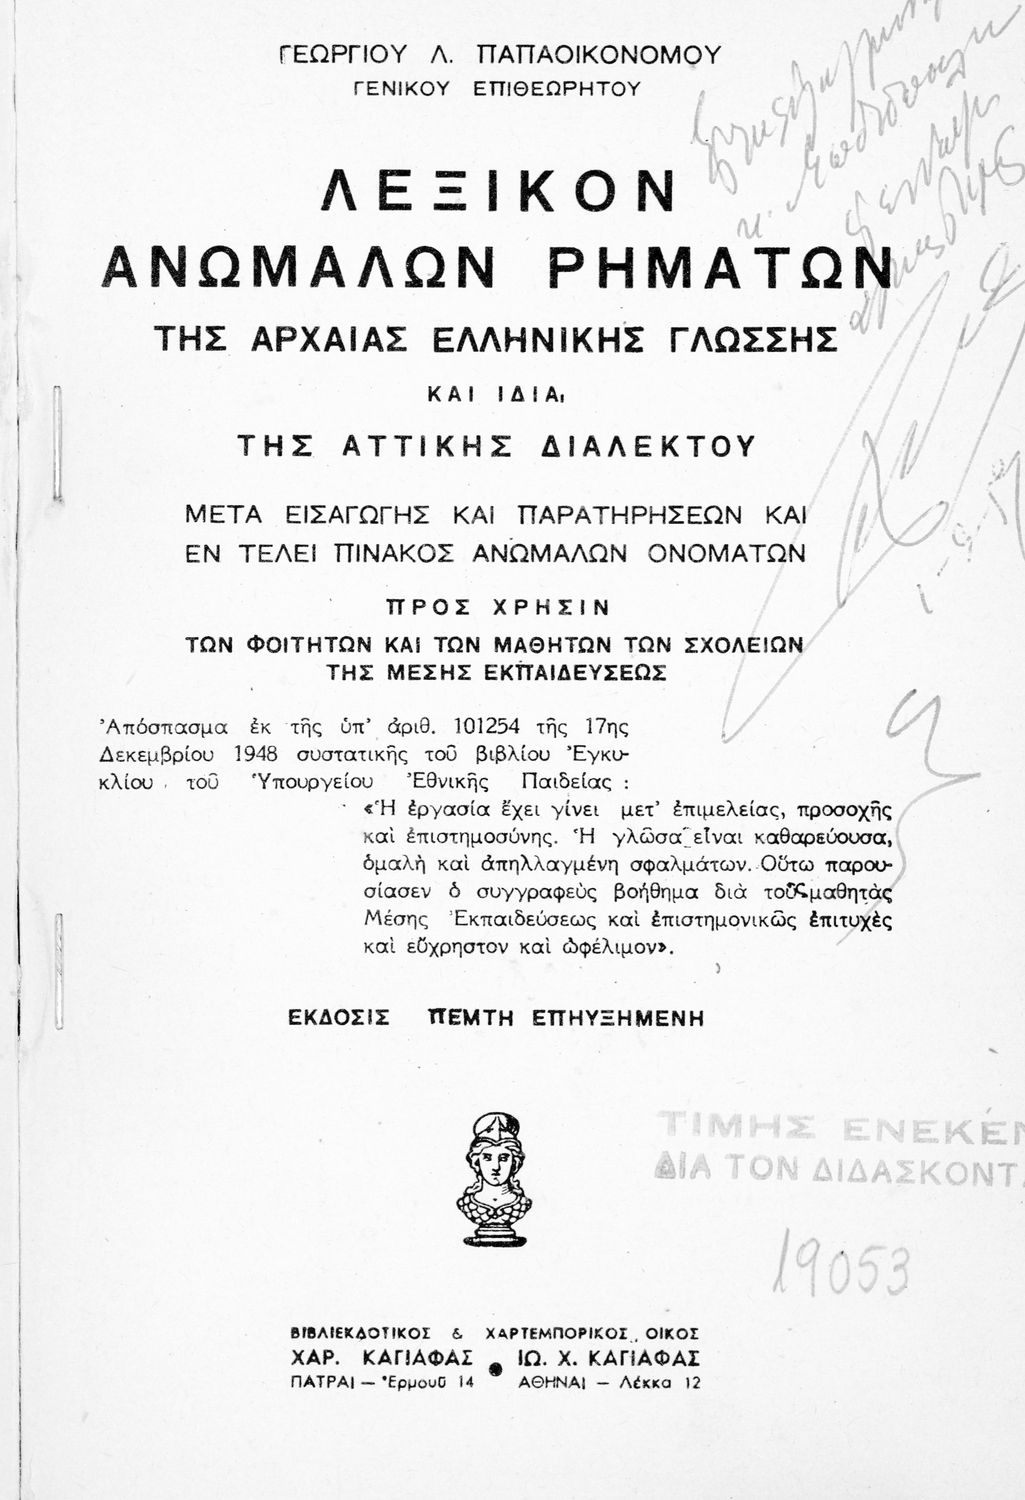 ΓΕΩΡΓΙΟΥ Λ. ΠΑΠΑΟΙΚΟΝΟΜΟΥ
ΓΕΝΙΚΟΥ ΕΠΙΘΕΩΡΗΤΟΥ
ΛΕΞΙΚΟΝ
ΑΝΩΜΑΛΩΝ ΡΗΜΑΤΩΝ
ΤΗΣ ΑΡΧΑΙΑΣ ΕΛΛΗΝΙΚΗΣ ΓΛΩΣΣΗΣ
ΚΑΙ ΙΔΙΑι
ΤΗΣ ΑΤΤΙΚΗΣ ΔΙΑΛΕΚΤΟΥ
ΜΕΤΑ ΕΙΣΑΓΩΓΗΣ ΚΑΙ ΠΑΡΑΤΗΡΗΣΕΩΝ ΚΑΙ
ΕΝ ΤΕΛΕΙ ΠΙΝΑΚΟΣ ΑΝΩΜΑΛΩΝ ΟΝΟΜΑΤΩΝ
ΠΡΟΣ ΧΡΗΣΙΝ
ΤΩΝ ΦΟΙΤΗΤΩΝ ΚΑΙ ΤΩΝ ΜΑΘΗΤΩΝ ΤΩΝ ΣΧΟΛΕΙΩΝ
ΤΗΣ ΜΕΣΗΣ ΕΚΠΑΙΔΕΥΣΕΩΣ
Ἀπόσπασμα ἐκ τῆς ὑπ' ἀριθ. 101254 τῆς 17ης
Δεκεμβρίου 1948 συστατικῆς τοῦ βιβλίου Ἐγκυ-
κλίου τοῦ Ὑπουργείου Ἐθνικῆς Παιδείας :
«Ἡ ἐργασία ἔχει γίνει μετ' ἐπιμελείας, προσοχῆς
καὶ ἐπιστημοσύνης. Ἡ γλῶσα εἶναι καθαρεύουσα,
ὁμαλὴ καὶ ἀπηλλαγμένη σφαλμάτων. Οὕτω παρου-
σίασεν ὁ συγγραφεὺς βοήθημα διὰ τοὺς μαθητὰς
Μέσης Ἐκπαιδεύσεως καὶ ἐπιστημονικῶς ἐπιτυχὲς
καὶ εὔχρηστον καὶ ὠφέλιμον».
ΕΚΔΟΣΙΣ ΠΕΜΤΗ ΕΠΗΥΞΗΜΕΝΗ
ΤΙΜΗΣ ΕΝΕΚΕΝ
ΔΙΑ ΤΟΝ ΔΙΔΑΣΚΟΝΤΑ
19053
ΒΙΒΛΙΕΚΔΟΤΙΚΟΣ & ΧΑΡΤΕΜΠΟΡΙΚΟΣ ΟΙΚΟΣ
ΧΑΡ. ΚΑΓΙΑΦΑΣ • ΙΩ. Χ. ΚΑΓΙΑΦΑΣ
ΠΑΤΡΑΙ — Ἑρμοῦ 14 ΑΘΗΝΑΙ — Λέκκα 12